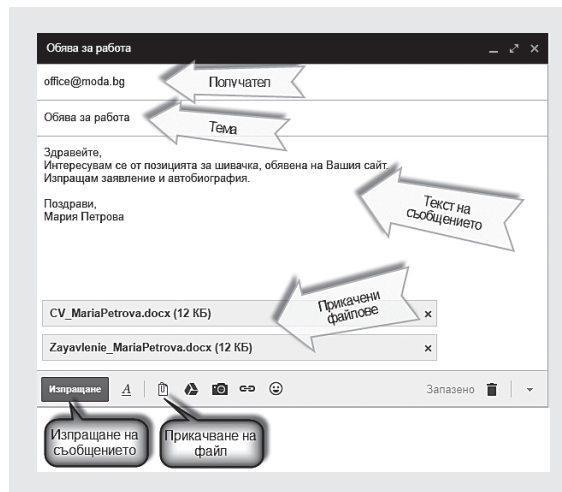 Обява за работа
office@moda.bg
Получател
Обява за работа
Тема
Здравейте,
Интересувам се от позицията за шивачка, обявена на Вашия сайт.
Изпращам заявление и автобиография.
Поздрави,
Мария Петрова
Текст на
съобщението
Прикачени
файлове
CV_MariaPetrova.docx (12 КБ)
Zayavlenie_MariaPetrova.docx (12 КБ)
Изпращане
A
Запазено
Изпращане на
съобщението
Прикачване на
файл